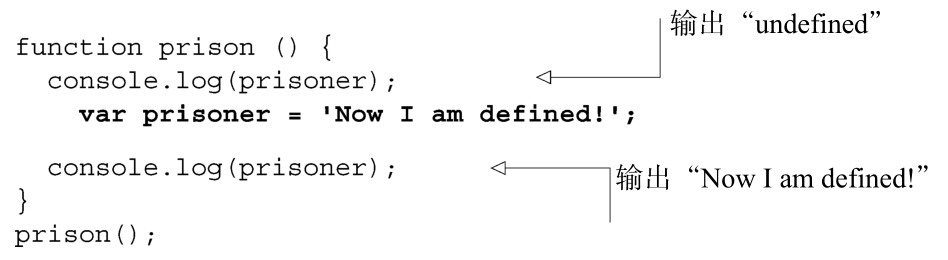 输出“undefined”
function prison () {
console.log(prisoner);
var prisoner = 'Now I am defined!';
console.log(prisoner);
输出“Now I am defined!”
}
prison();